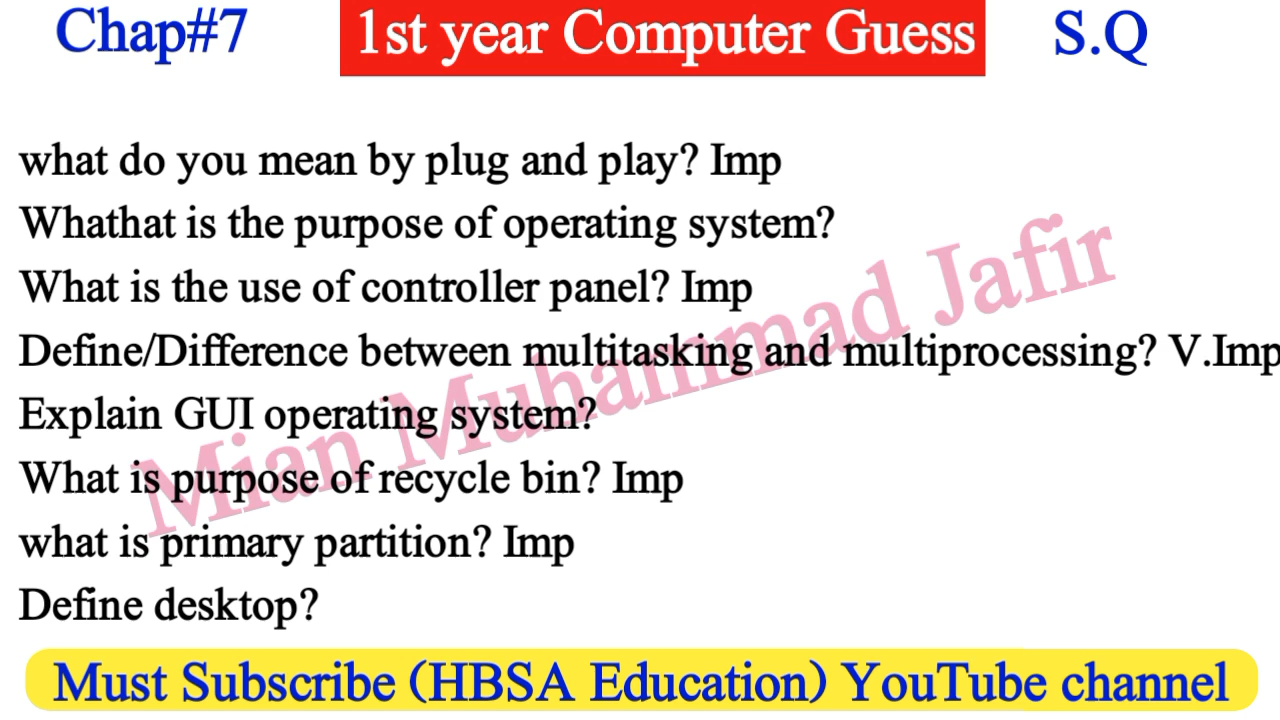 Chap#7 1st year Computer Guess S.Q
what do you mean by plug and play? Imp
Whathat is the purpose of operating system?
What is the use of controller panel? Imp
Define/Difference between multitasking and multiprocessing? V.Imp
Explain GUI operating system?
What is purpose of recycle bin? Imp
what is primary partition? Imp
Define desktop?
Mian Muhammad Jafir
Must Subscribe (HBSA Education) YouTube channel